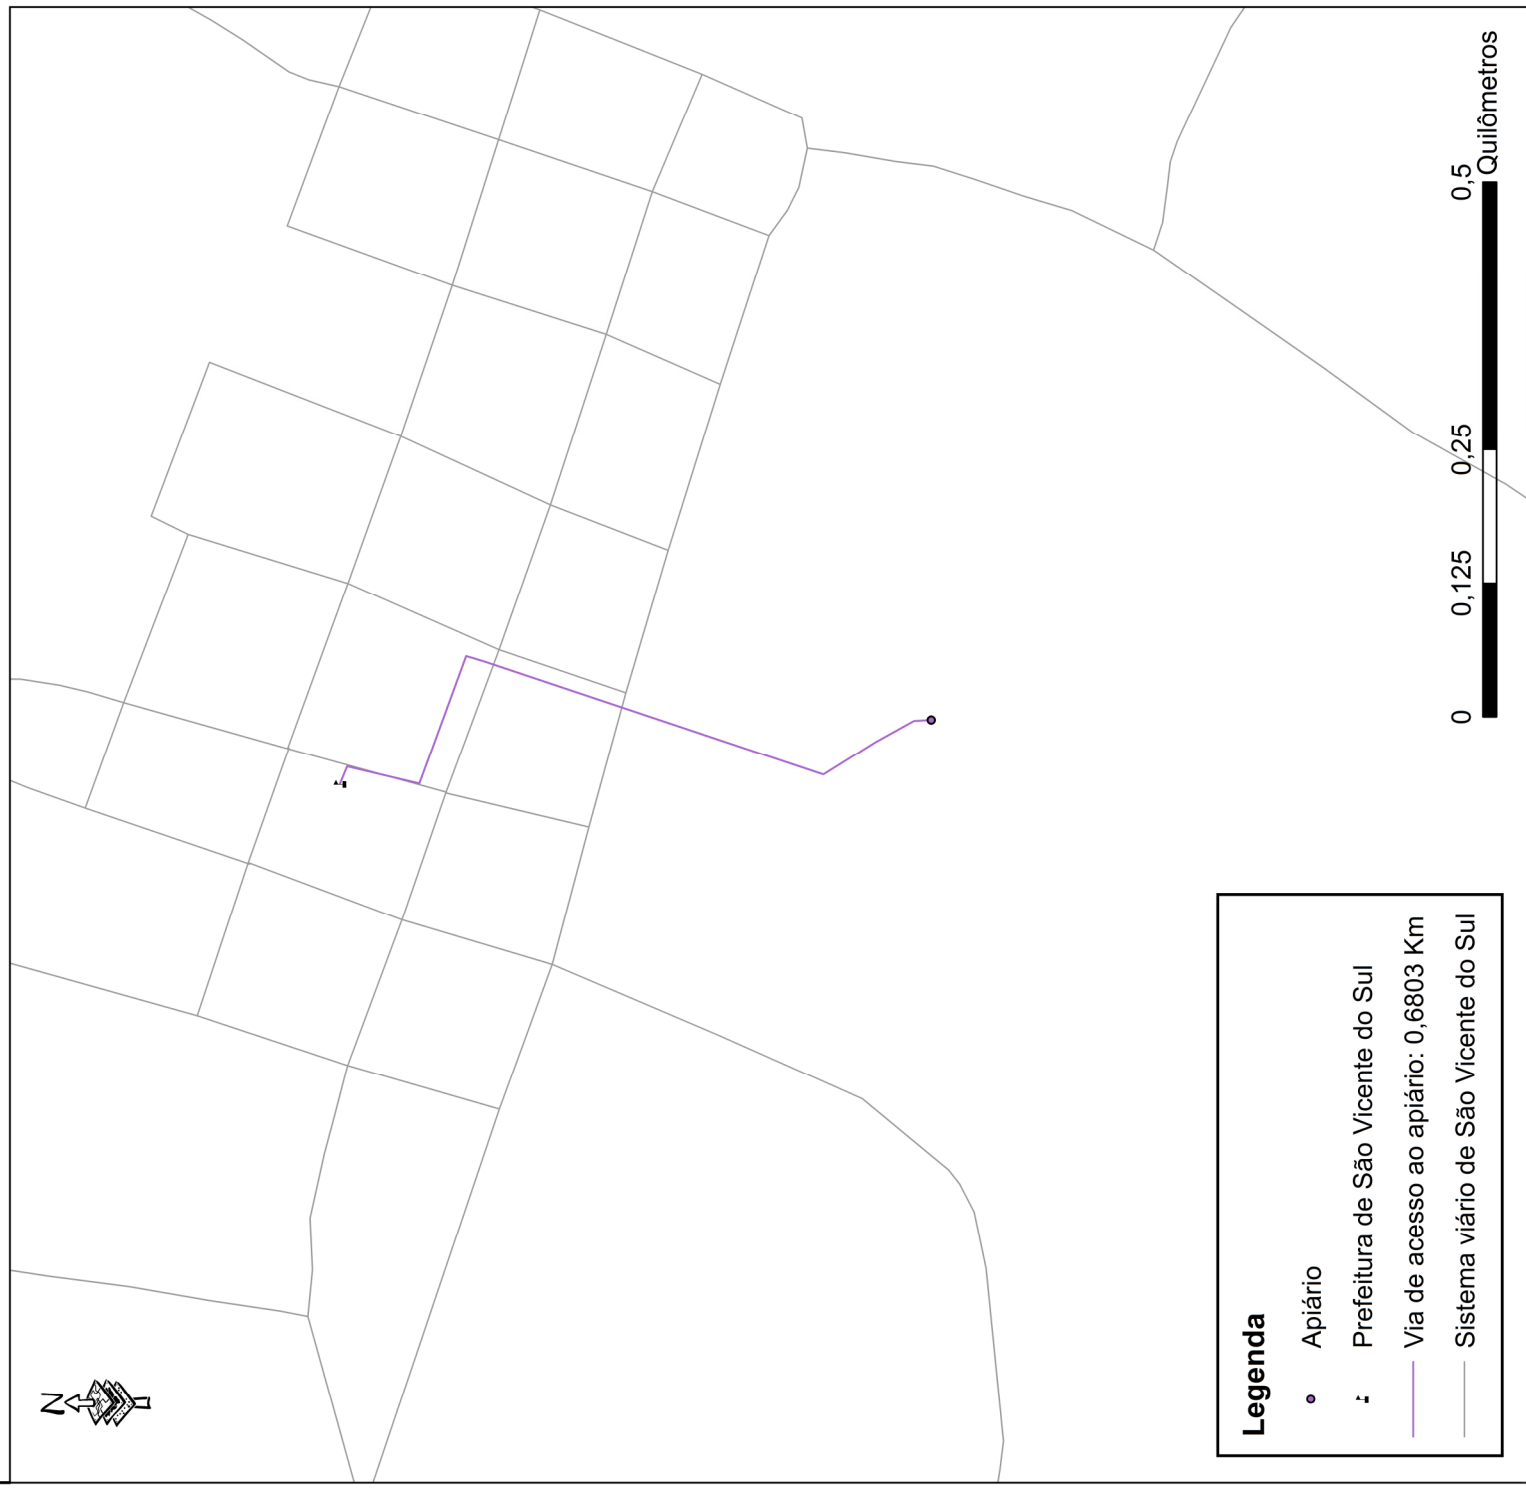 N
Legenda
Apiário
Prefeitura de São Vicente do Sul
Via de acesso ao apiário: 0,6803 Km
Sistema viário de São Vicente do Sul
0 0,125 0,25 0,5
Quilômetros